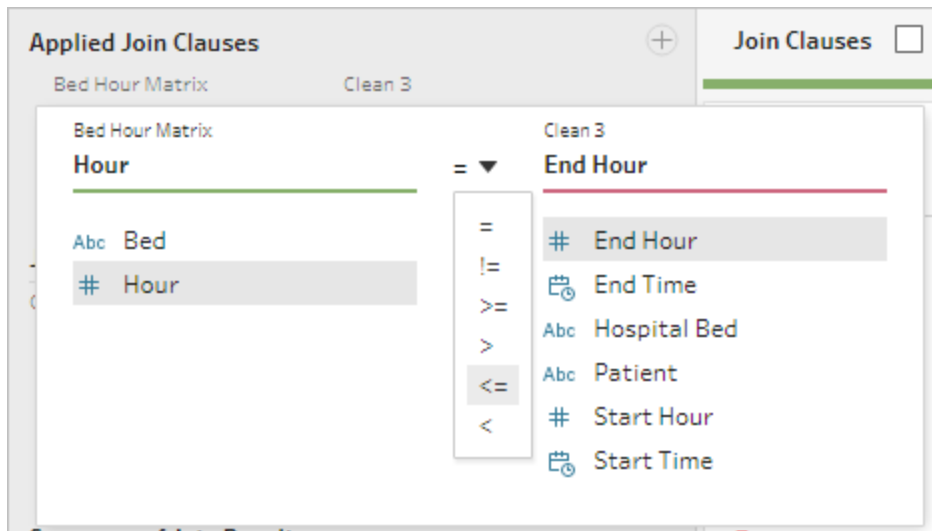 Applied Join Clauses
Join Clauses
Bed Hour Matrix Clean 3
Bed Hour Matrix Clean 3
Hour = End Hour
Abc Bed
# Hour
=
!=
>=
>
<=
<
# End Hour
End Time
Abc Hospital Bed
Abc Patient
# Start Hour
Start Time